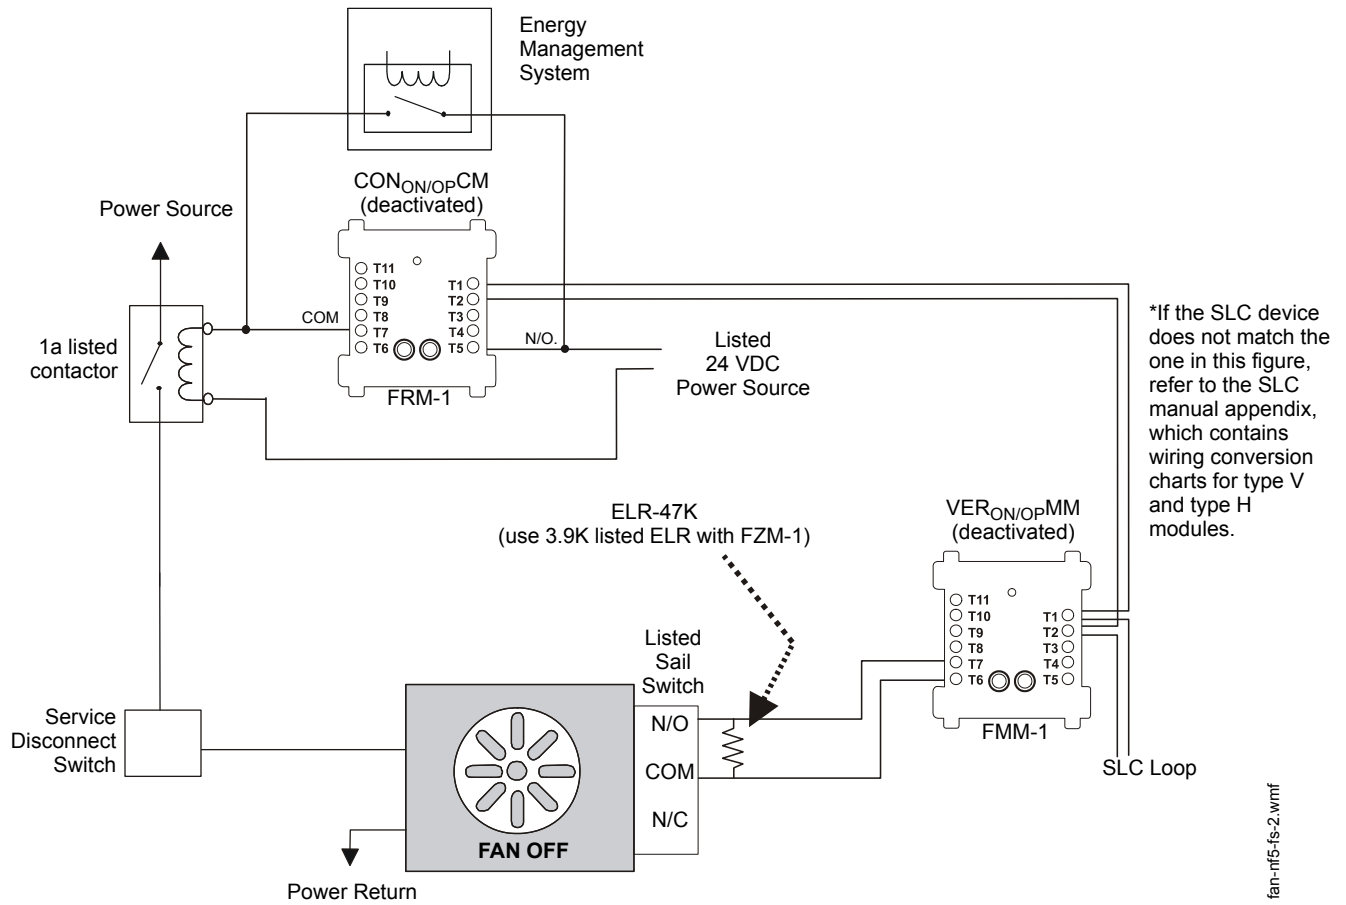 Energy
Management
System
CONON/OPCM
(deactivated)
Power Source
T11
T10
T9
T8
T7
T6
T1
T2
T3
T4
T5
COM
N/O.
FRM-1
1a listed
contactor
Listed
24 VDC
Power Source
*If the SLC device
does not match the
one in this figure,
refer to the SLC
manual appendix,
which contains
wiring conversion
charts for type V
and type H
modules.
ELR-47K
(use 3.9K listed ELR with FZM-1)
VERON/OPMM
(deactivated)
T11
T10
T9
T8
T7
T6
T1
T2
T3
T4
T5
FMM-1
SLC Loop
Listed
Sail
Switch
N/O
COM
N/C
Service
Disconnect
Switch
FAN OFF
Power Return
fan-nf5-fs-2.wmf